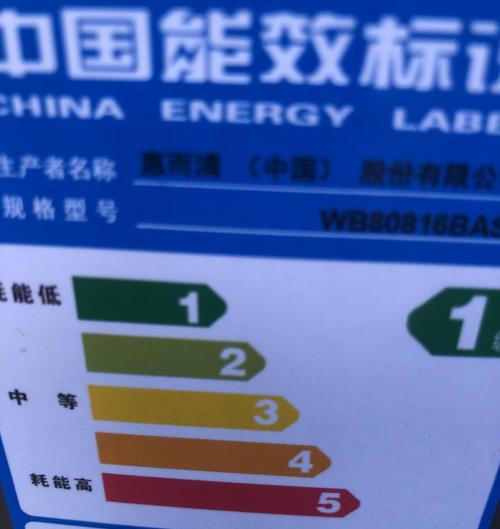 中国能效标识
CHINA ENERGY LABE
生产者名称 惠而浦 （中国） 股份有限公
规格型号 WB80816BAS
耗能低 1 1
2
中等 3
4
耗能高 5